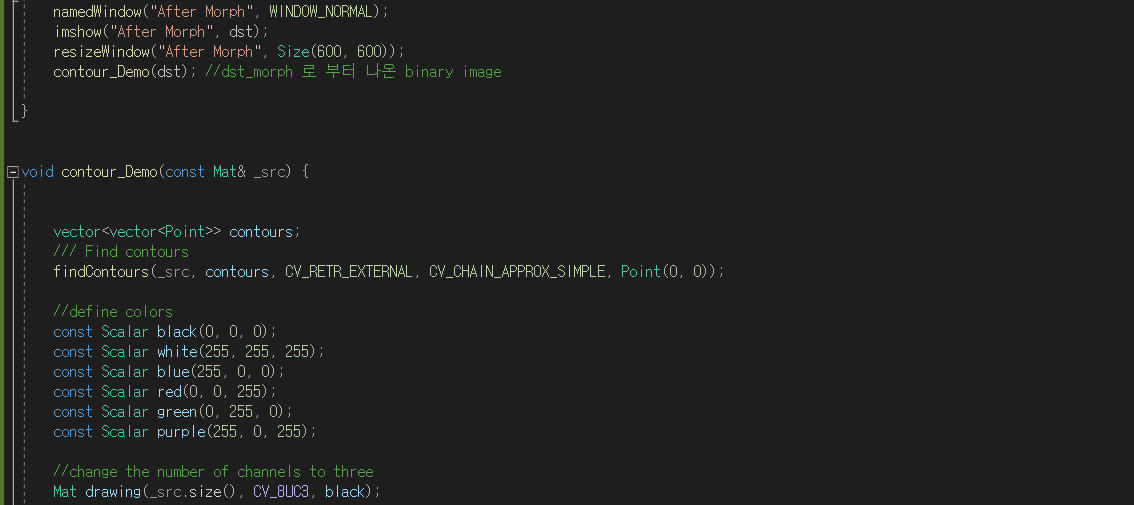 namedWindow("After Morph", WINDOW_NORMAL);
imshow("After Morph", dst);
resizeWindow("After Morph", Size(600, 600));
contour_Demo(dst); //dst_morph 로 부터 나온 binary image
}
void contour_Demo(const Mat& _src) {
vector<vector<Point>> contours;
/// Find contours
findContours(_src, contours, CV_RETR_EXTERNAL, CV_CHAIN_APPROX_SIMPLE, Point(0, 0));
//define colors
const Scalar black(0, 0, 0);
const Scalar white(255, 255, 255);
const Scalar blue(255, 0, 0);
const Scalar red(0, 0, 255);
const Scalar green(0, 255, 0);
const Scalar purple(255, 0, 255);
//change the number of channels to three
Mat drawing(_src.size(), CV_8UC3, black);